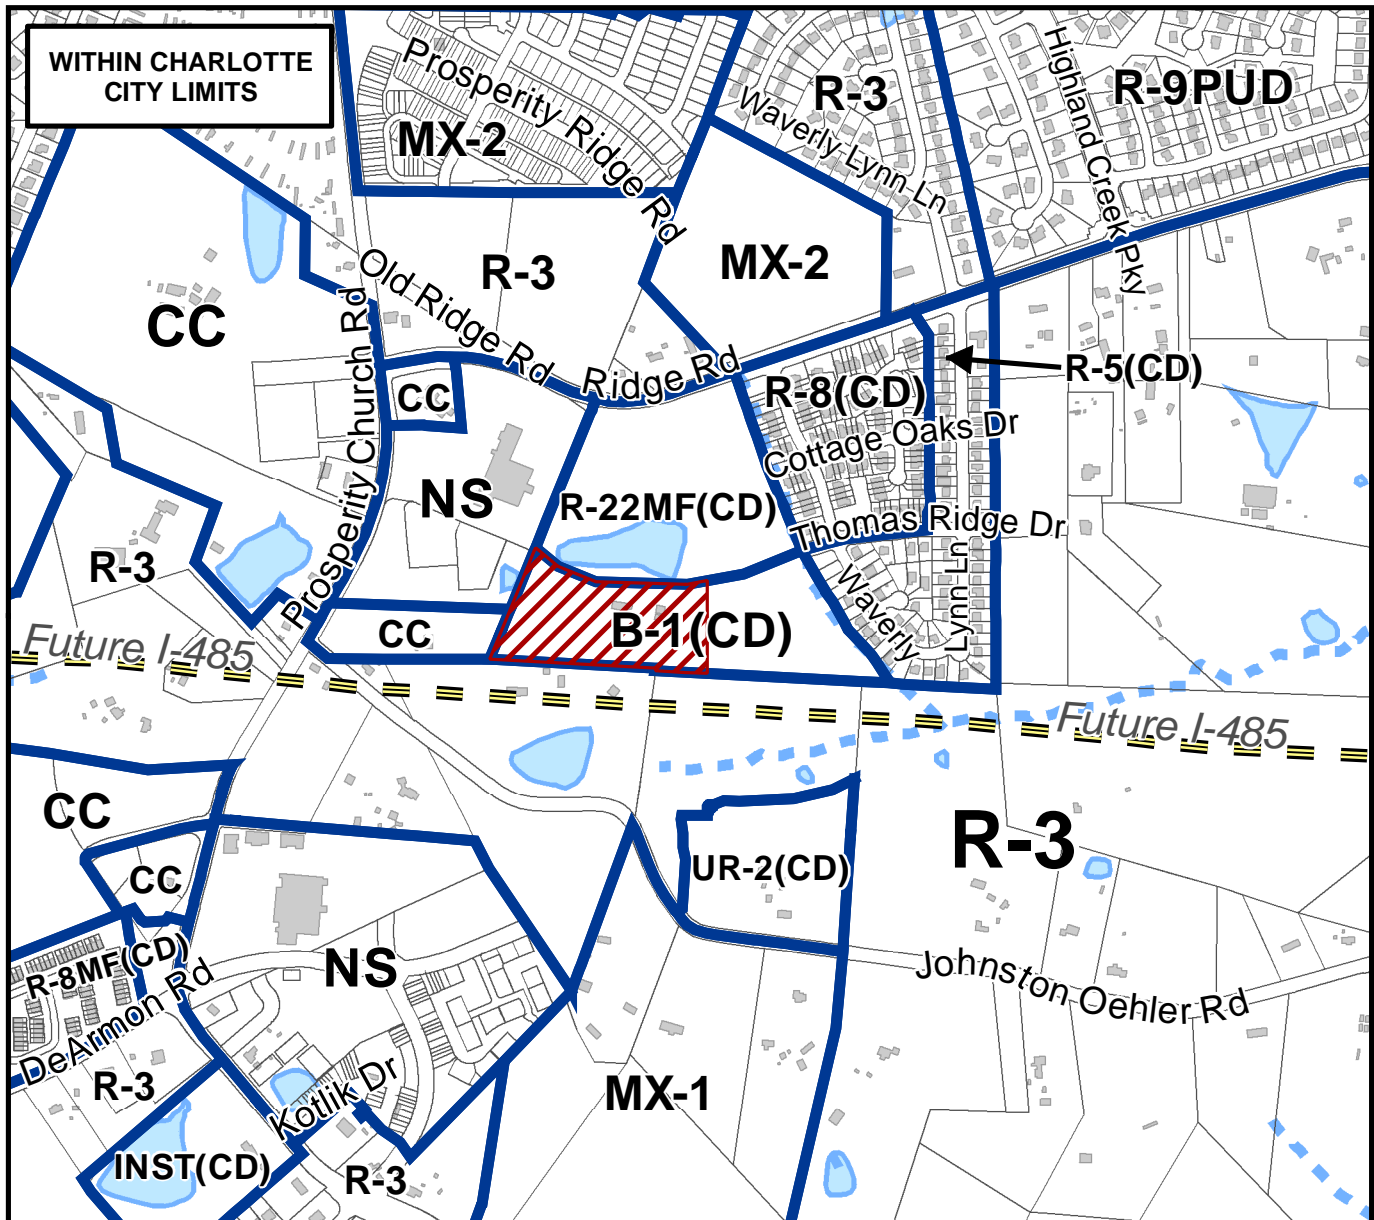 WITHIN CHARLOTTE
CITY LIMITS
Prosperity Ridge Rd
MX-2
R-3
Waverly Lynn Ln
Highland Creek Pky
R-9PUD
MX-2
R-3
Old Ridge Rd
CC
Prosperity Church Rd
Ridge Rd
CC
R-8(CD)
R-5(CD)
Cottage Oaks Dr
NS
R-22MF(CD)
Thomas Ridge Dr
R-3
Waverly
Lynn Ln
B-1(CD)
CC
Future I-485
Future I-485
CC
R-3
UR-2(CD)
CC
NS
R-8MF(CD)
DeArmon Rd
Johnston Oehler Rd
R-3
Kotlik Dr
MX-1
INST(CD)
R-3